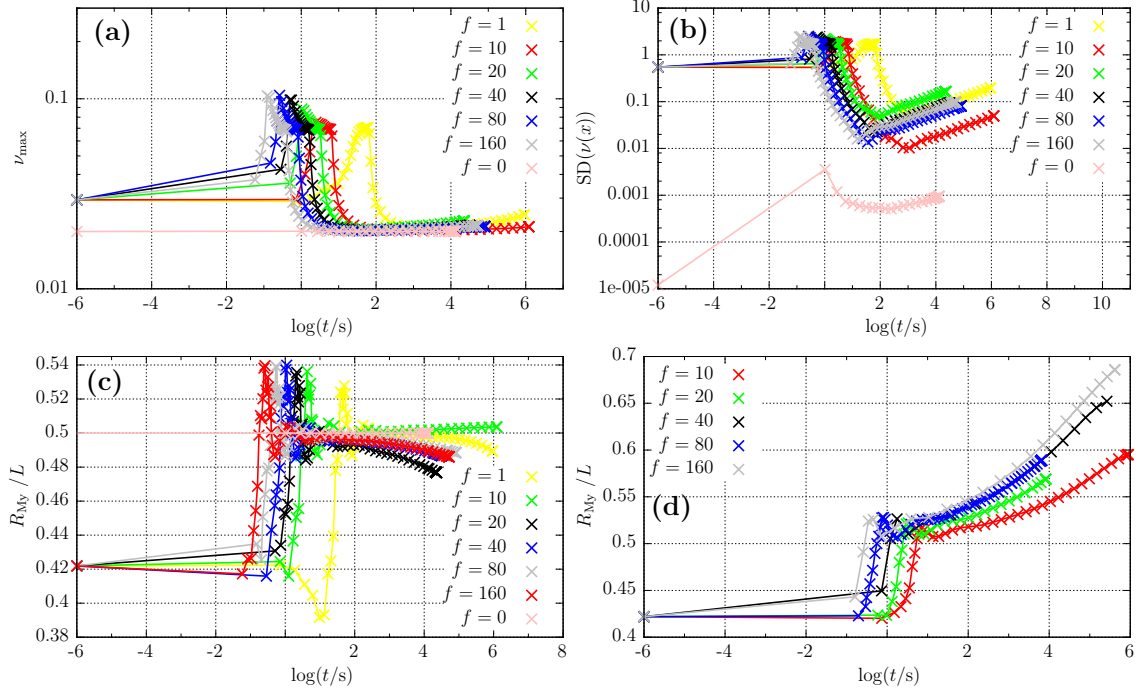 (a)
f = 1
f = 10
f = 20
f = 40
f = 80
f = 160
f = 0
0.1
0.01
ν_max
-6 -4 -2 0 2 4 6
log(t/s)
(b)
f = 1
f = 10
f = 20
f = 40
f = 80
f = 160
f = 0
10
1
0.1
0.01
0.001
0.0001
1e-005
SD(ν(x))
-6 -4 -2 0 2 4 6 8 10
log(t/s)
(c)
0.54
0.52
0.5
0.48
0.46
0.44
0.42
0.4
0.38
R_My / L
f = 1
f = 10
f = 20
f = 40
f = 80
f = 160
f = 0
-6 -4 -2 0 2 4 6 8
log(t/s)
f = 10
f = 20
f = 40
f = 80
f = 160
(d)
0.7
0.65
0.6
0.55
0.5
0.45
0.4
R_My / L
-6 -4 -2 0 2 4 6
log(t/s)